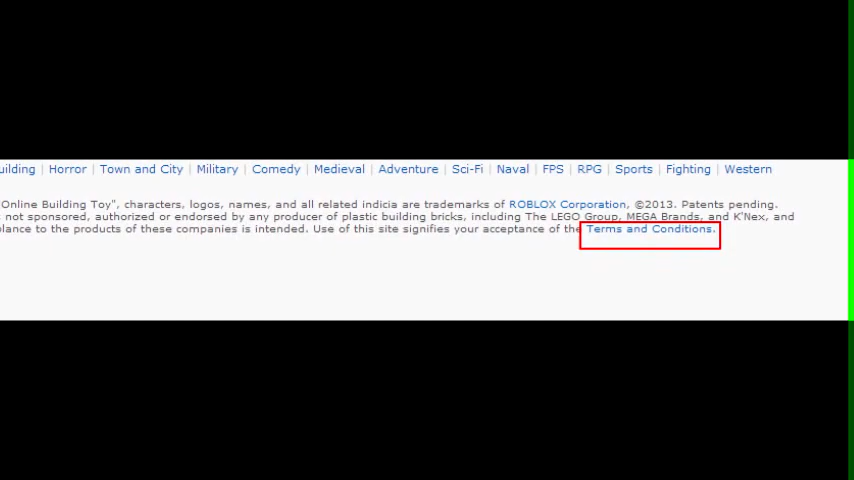 uilding | Horror | Town and City | Military | Comedy | Medieval | Adventure | Sci-Fi | Naval | FPS | RPG | Sports | Fighting | Western
Online Building Toy", characters, logos, names, and all related indicia are trademarks of ROBLOX Corporation, ©2013. Patents pending.
not sponsored, authorized or endorsed by any producer of plastic building bricks, including The LEGO Group, MEGA Brands, and K'Nex, and
blance to the products of these companies is intended. Use of this site signifies your acceptance of the Terms and Conditions.